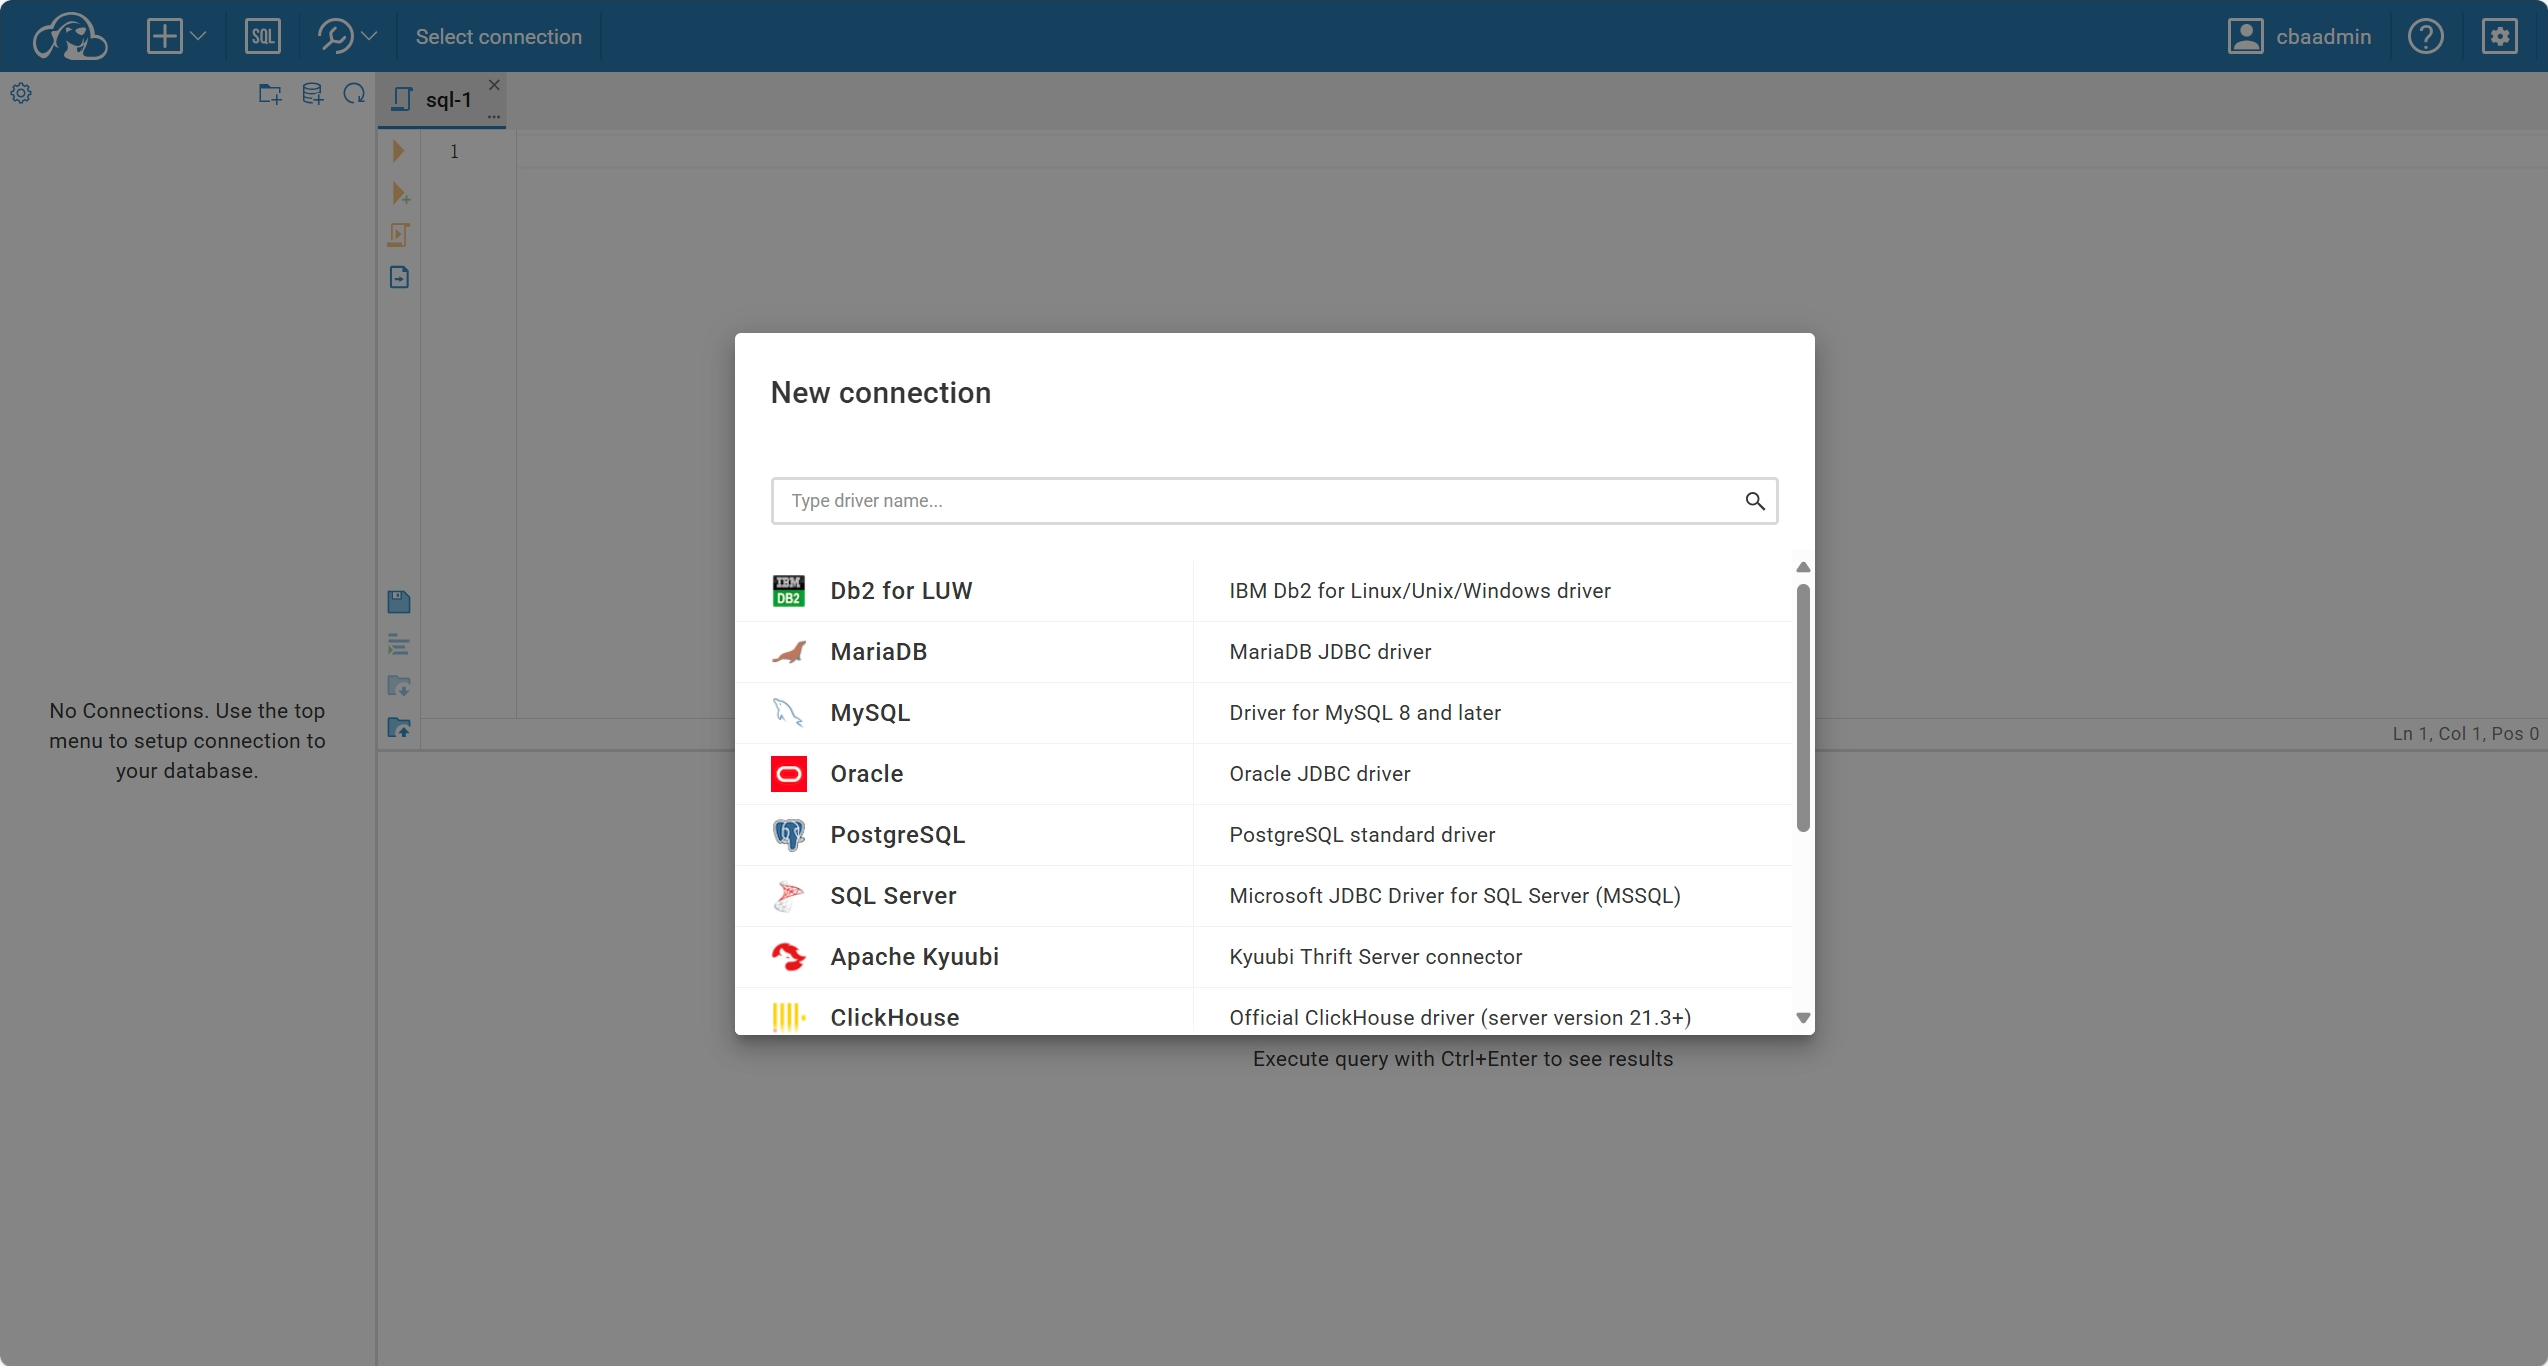 SQL
Select connection
cbaadmin
sql-1
1
New connection
Type driver name...
IBM
DB2
Db2 for LUW
IBM Db2 for Linux/Unix/Windows driver
MariaDB
MariaDB JDBC driver
MySQL
Driver for MySQL 8 and later
Oracle
Oracle JDBC driver
PostgreSQL
PostgreSQL standard driver
SQL Server
Microsoft JDBC Driver for SQL Server (MSSQL)
Apache Kyuubi
Kyuubi Thrift Server connector
ClickHouse
Official ClickHouse driver (server version 21.3+)
No Connections. Use the top
menu to setup connection to
your database.
Ln 1, Col 1, Pos 0
Execute query with Ctrl+Enter to see results